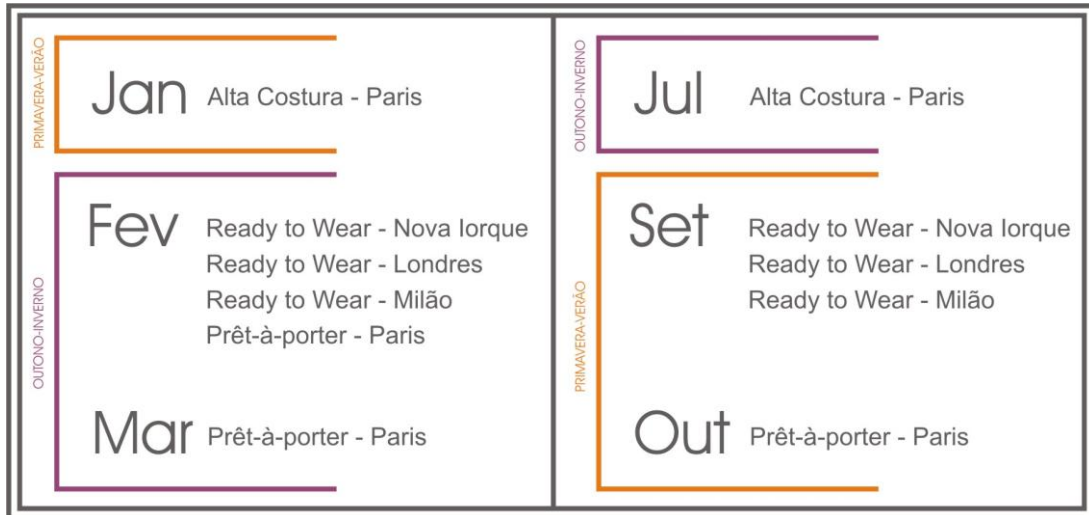 PRIMAVERA-VERÃO
Jan Alta Costura - Paris
OUTONO-INVERNO
Fev Ready to Wear - Nova Iorque
Ready to Wear - Londres
Ready to Wear - Milão
Prêt-à-porter - Paris
Mar Prêt-à-porter - Paris
OUTONO-INVERNO
Jul Alta Costura - Paris
PRIMAVERA-VERÃO
Set Ready to Wear - Nova Iorque
Ready to Wear - Londres
Ready to Wear - Milão
Out Prêt-à-porter - Paris